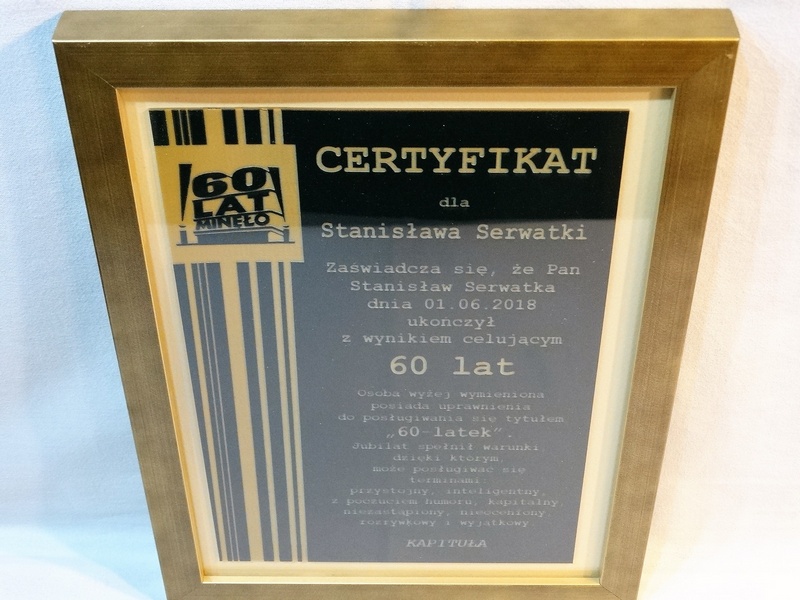 60
LAT
MINĘŁO
CERTYFIKAT
dla
Stanisława Serwatki
Zaświadcza się, że Pan
Stanisław Serwatka
dnia 01.06.2018
ukończył
z wynikiem celującym
60 lat
Osoba wyżej wymieniona
posiada uprawnienia
do posługiwania się tytułem
„60-latek”.
Jubilat spełnił warunki
dzięki którym,
może posługiwać się
terminami:
przystojny, inteligentny,
z poczuciem humoru, kapitalny,
niezastąpiony, nieoceniony,
rozrywkowy i wyjątkowy.
KAPITUŁA